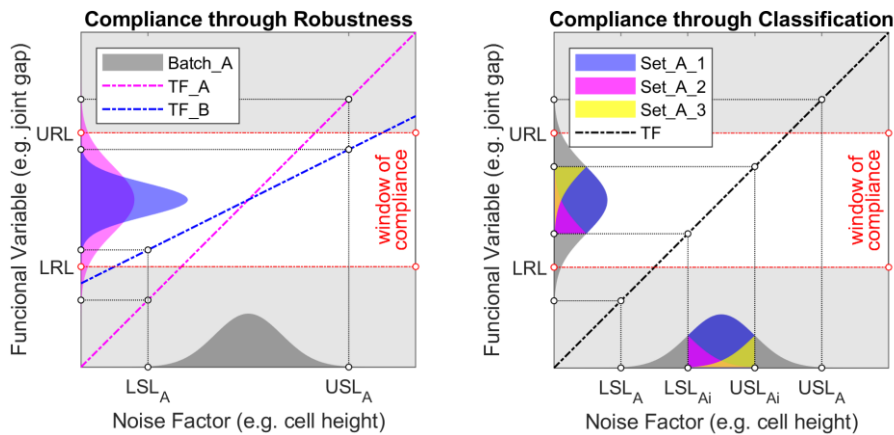 Compliance through Robustness
Batch_A
TF_A
TF_B
URL
LRL
window of
compliance
Funcional Variable (e.g. joint gap)
LSL_A
USL_A
Noise Factor (e.g. cell height)
Compliance through Classification
Set_A_1
Set_A_2
Set_A_3
TF
URL
LRL
window of
compliance
Funcional Variable (e.g. joint gap)
LSL_A
LSL_Ai
USL_Ai
USL_A
Noise Factor (e.g. cell height)